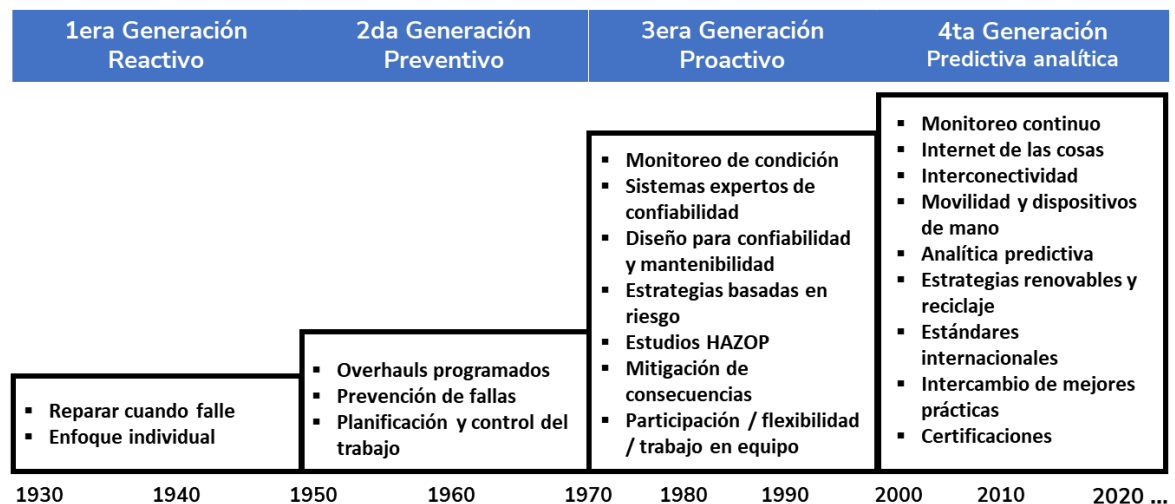 1era Generación
Reactivo
2da Generación
Preventivo
3era Generación
Proactivo
4ta Generación
Predictiva analítica
▪ Reparar cuando falle
▪ Enfoque individual
▪ Overhauls programados
▪ Prevención de fallas
▪ Planificación y control del
trabajo
▪ Monitoreo de condición
▪ Sistemas expertos de
confiabilidad
▪ Diseño para confiabilidad
y mantenibilidad
▪ Estrategias basadas en
riesgo
▪ Estudios HAZOP
▪ Mitigación de
consecuencias
▪ Participación / flexibilidad
/ trabajo en equipo
▪ Monitoreo continuo
▪ Internet de las cosas
▪ Interconectividad
▪ Movilidad y dispositivos
de mano
▪ Analítica predictiva
▪ Estrategias renovables y
reciclaje
▪ Estándares
internacionales
▪ Intercambio de mejores
prácticas
▪ Certificaciones
1930 1940 1950 1960 1970 1980 1990 2000 2010 2020 ...